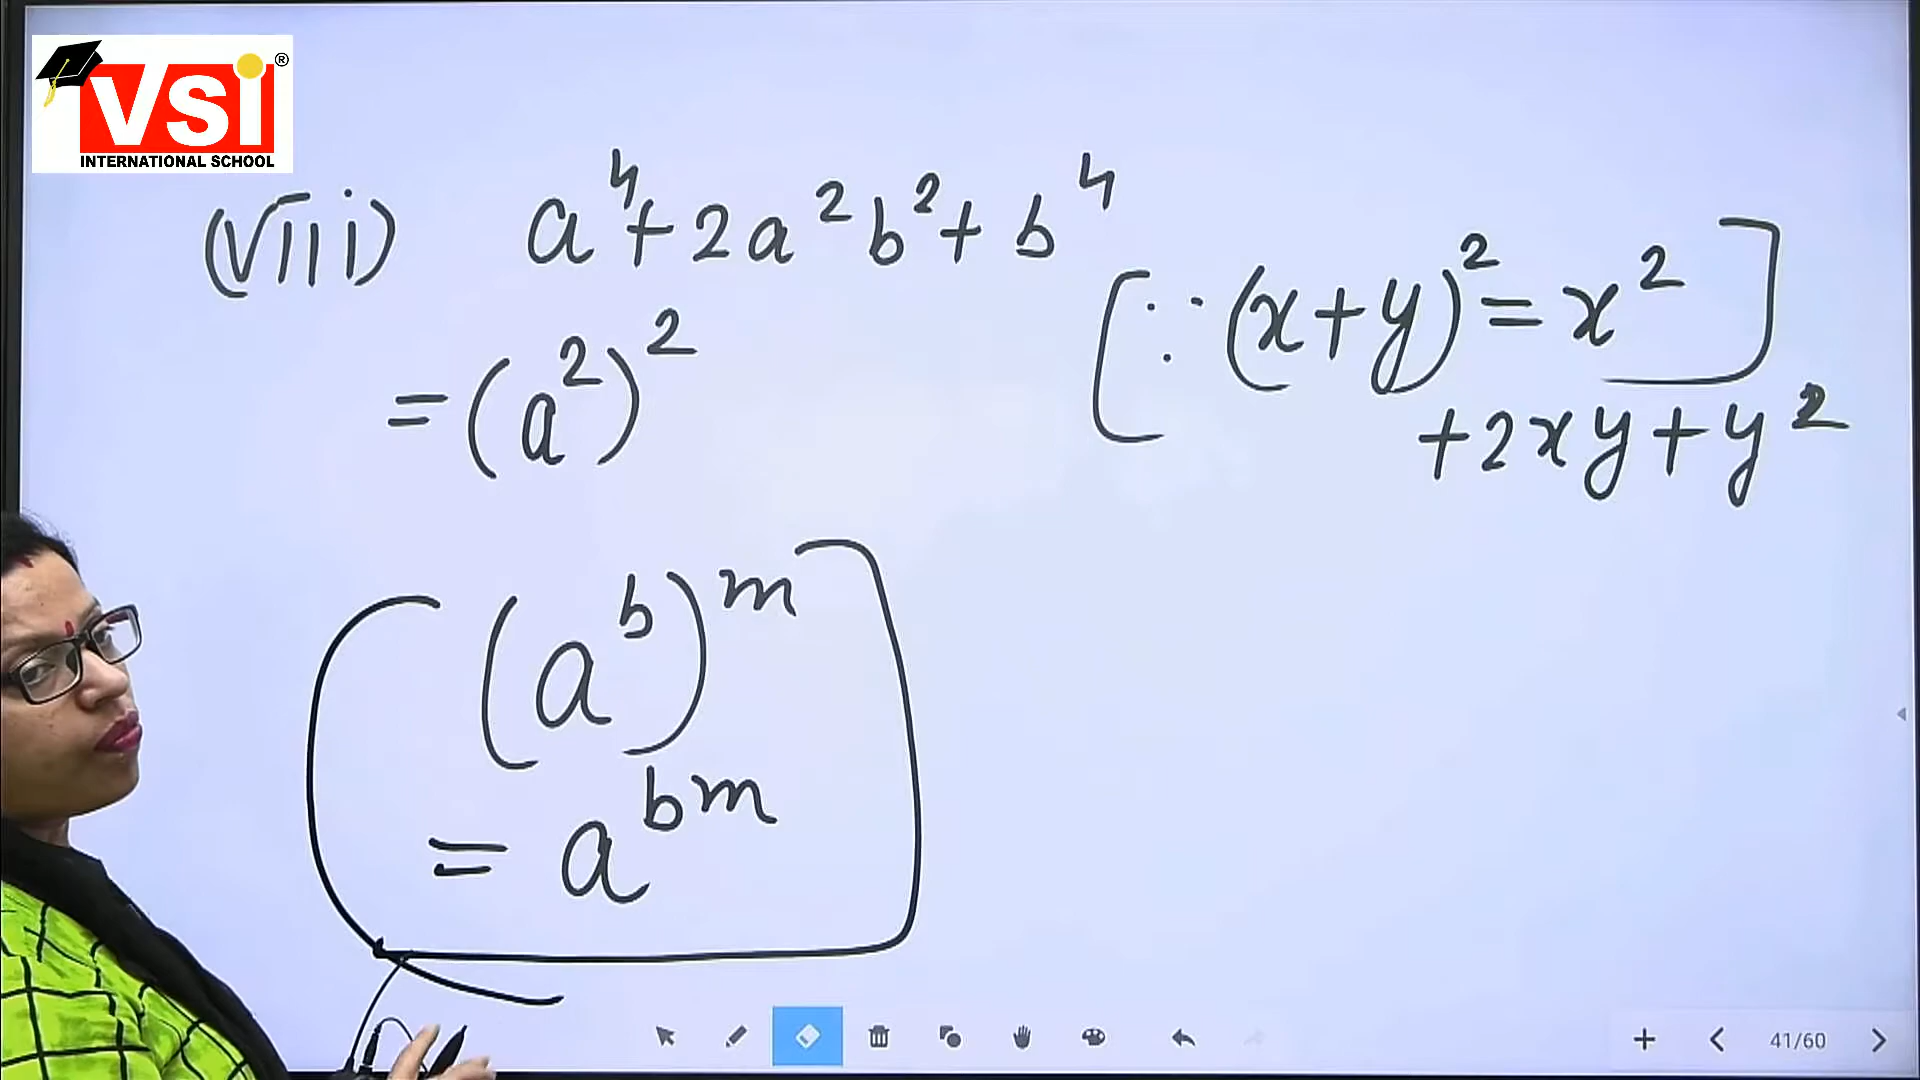 VSI®
INTERNATIONAL SCHOOL
(viii) a⁴+2a²b²+b⁴
=(a²)²
[∵(x+y)²=x²
+2xy+y²]
(a^b)^m
= a^bm
41/60